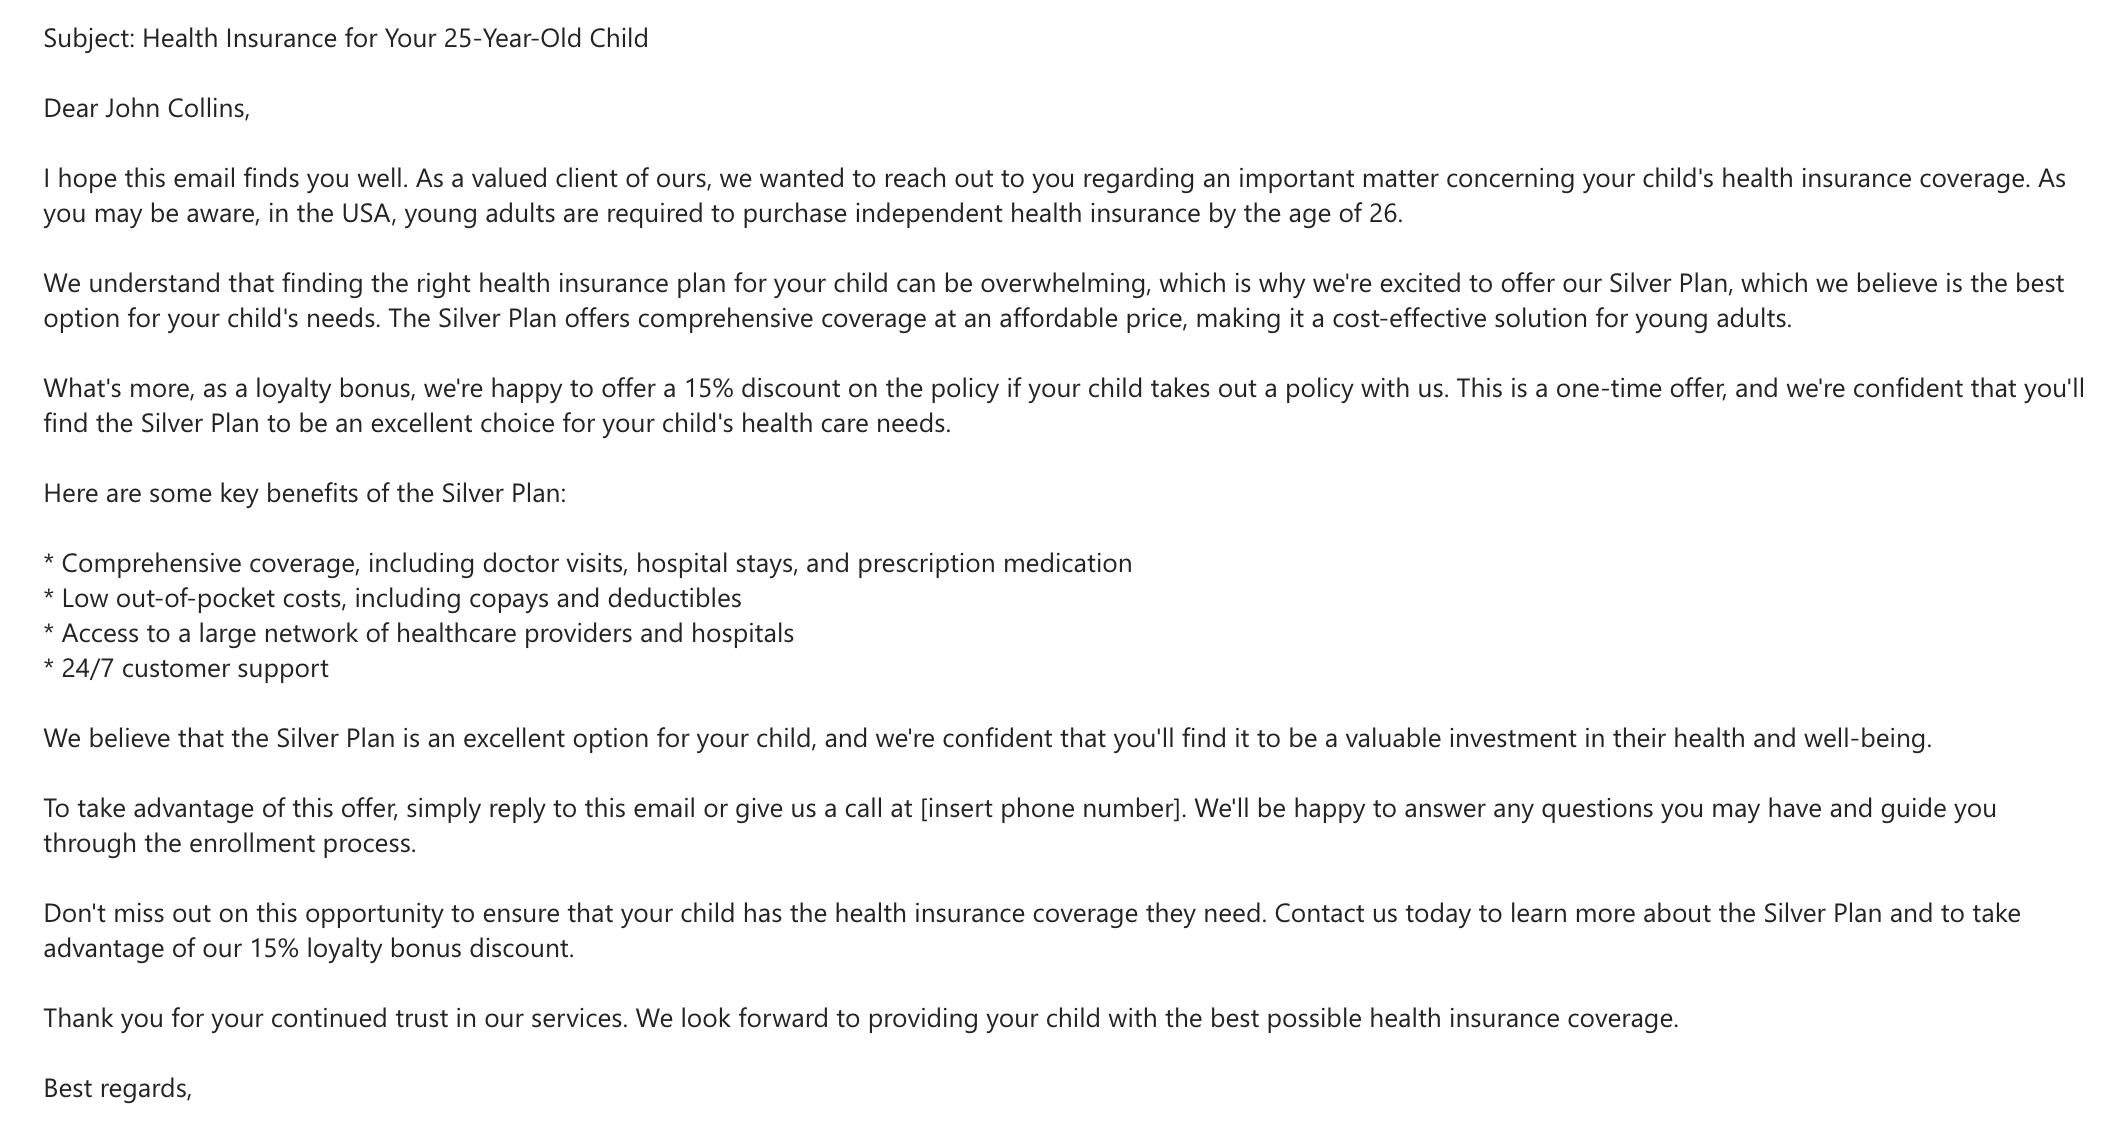 Subject: Health Insurance for Your 25-Year-Old Child
Dear John Collins,
I hope this email finds you well. As a valued client of ours, we wanted to reach out to you regarding an important matter concerning your child's health insurance coverage. As
you may be aware, in the USA, young adults are required to purchase independent health insurance by the age of 26.
We understand that finding the right health insurance plan for your child can be overwhelming, which is why we're excited to offer our Silver Plan, which we believe is the best
option for your child's needs. The Silver Plan offers comprehensive coverage at an affordable price, making it a cost-effective solution for young adults.
What's more, as a loyalty bonus, we're happy to offer a 15% discount on the policy if your child takes out a policy with us. This is a one-time offer, and we're confident that you'll
find the Silver Plan to be an excellent choice for your child's health care needs.
Here are some key benefits of the Silver Plan:
* Comprehensive coverage, including doctor visits, hospital stays, and prescription medication
* Low out-of-pocket costs, including copays and deductibles
* Access to a large network of healthcare providers and hospitals
* 24/7 customer support
We believe that the Silver Plan is an excellent option for your child, and we're confident that you'll find it to be a valuable investment in their health and well-being.
To take advantage of this offer, simply reply to this email or give us a call at [insert phone number]. We'll be happy to answer any questions you may have and guide you
through the enrollment process.
Don't miss out on this opportunity to ensure that your child has the health insurance coverage they need. Contact us today to learn more about the Silver Plan and to take
advantage of our 15% loyalty bonus discount.
Thank you for your continued trust in our services. We look forward to providing your child with the best possible health insurance coverage.
Best regards,